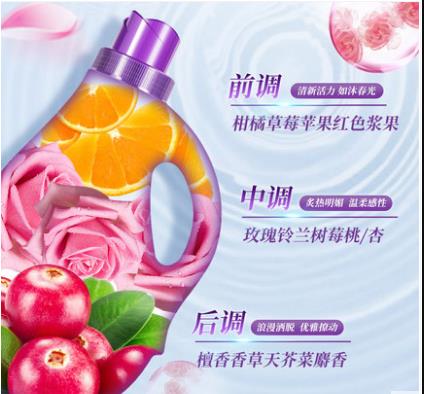 前调 清新活力 如沐春光
柑橘草莓苹果红色浆果
中调 炙热明媚 温柔感性
玫瑰铃兰树莓桃/杏
后调 浪漫洒脱 优雅撩动
檀香香草天芥菜麝香